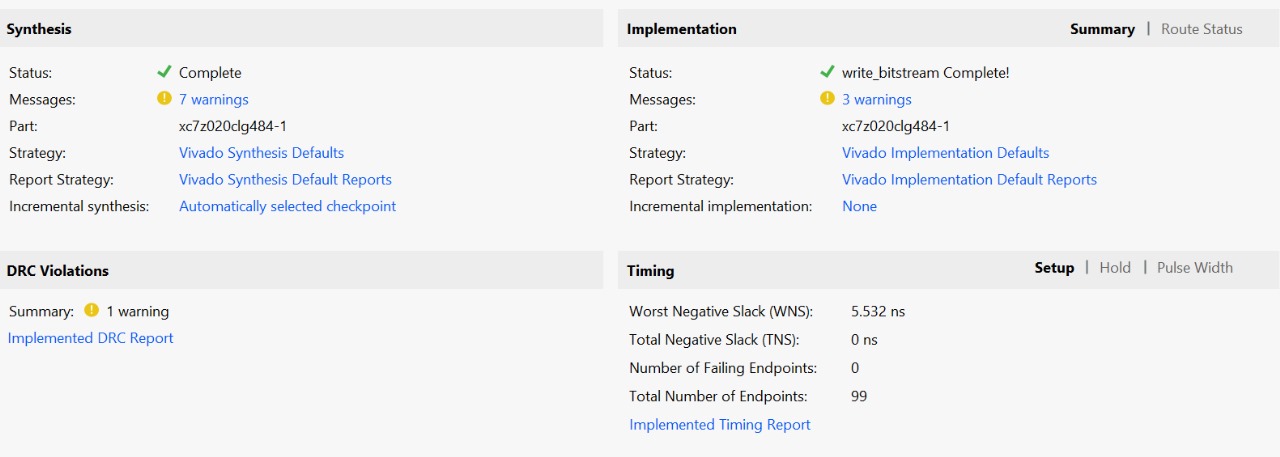 Synthesis
Status: Complete
Messages: 7 warnings
Part: xc7z020clg484-1
Strategy: Vivado Synthesis Defaults
Report Strategy: Vivado Synthesis Default Reports
Incremental synthesis: Automatically selected checkpoint
Implementation Summary | Route Status
Status: write_bitstream Complete!
Messages: 3 warnings
Part: xc7z020clg484-1
Strategy: Vivado Implementation Defaults
Report Strategy: Vivado Implementation Default Reports
Incremental implementation: None
DRC Violations
Summary: 1 warning
Implemented DRC Report
Timing Setup | Hold | Pulse Width
Worst Negative Slack (WNS): 5.532 ns
Total Negative Slack (TNS): 0 ns
Number of Failing Endpoints: 0
Total Number of Endpoints: 99
Implemented Timing Report